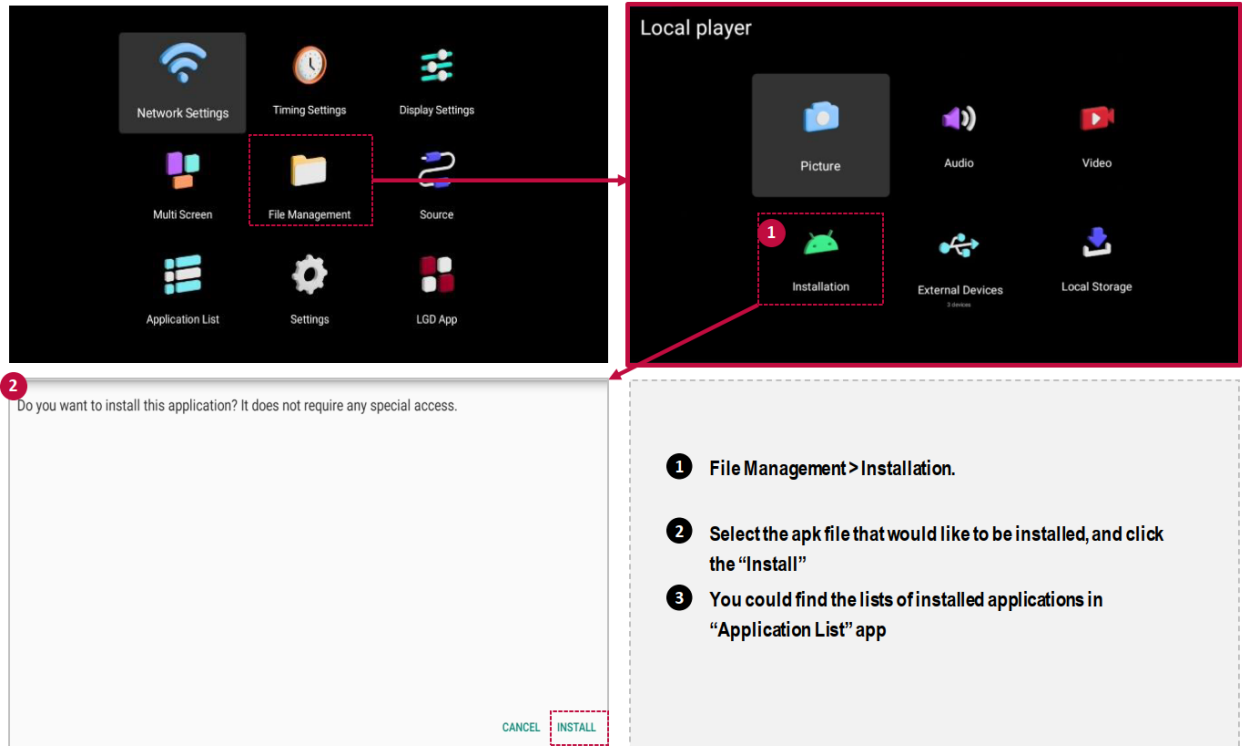 Network Settings
Timing Settings
Display Settings
Multi Screen
File Management
Source
Application List
Settings
LGD App
Local player
Picture
Audio
Video
1
Installation
External Devices
3 devices
Local Storage
2
Do you want to install this application? It does not require any special access.
CANCEL
INSTALL
1 File Management > Installation.
2 Select the apk file that would like to be installed, and click
the “Install”
3 You could find the lists of installed applications in
“Application List” app